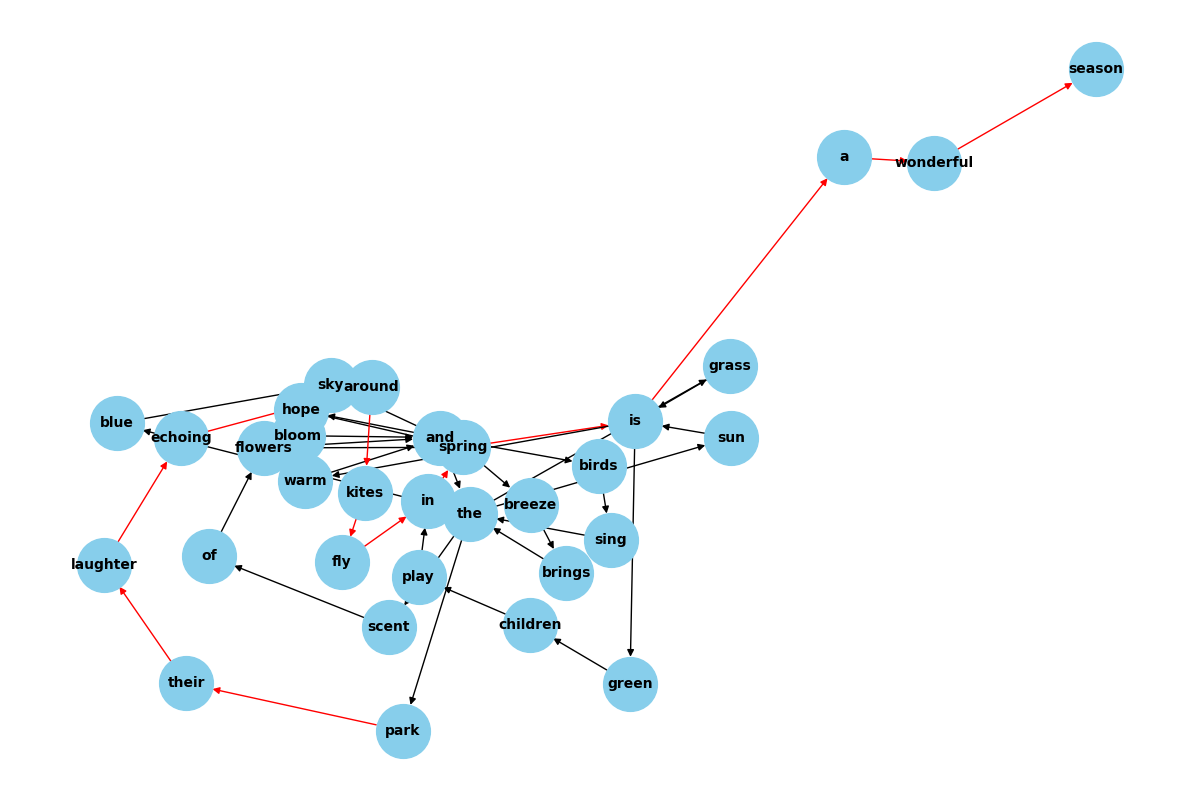 season
a
wonderful
grass
sky
around
hope
is
blue
echoing
bloom
flowers
and
spring
sun
birds
warm
kites
in
breeze
the
sing
of
fly
laughter
play
brings
scent
children
their
green
park